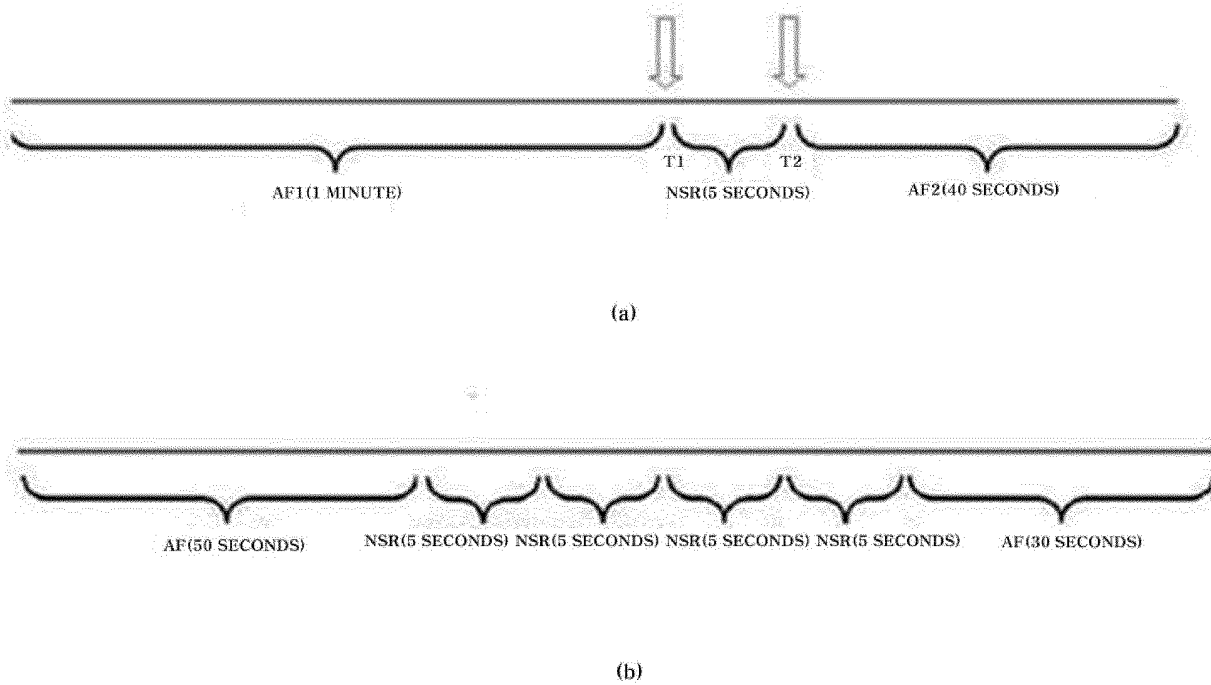 T1 T2
AF1(1 MINUTE) NSR(5 SECONDS) AF2(40 SECONDS)
(a)
AF(50 SECONDS) NSR(5 SECONDS) NSR(5 SECONDS) NSR(5 SECONDS) NSR(5 SECONDS) AF(30 SECONDS)
(b)